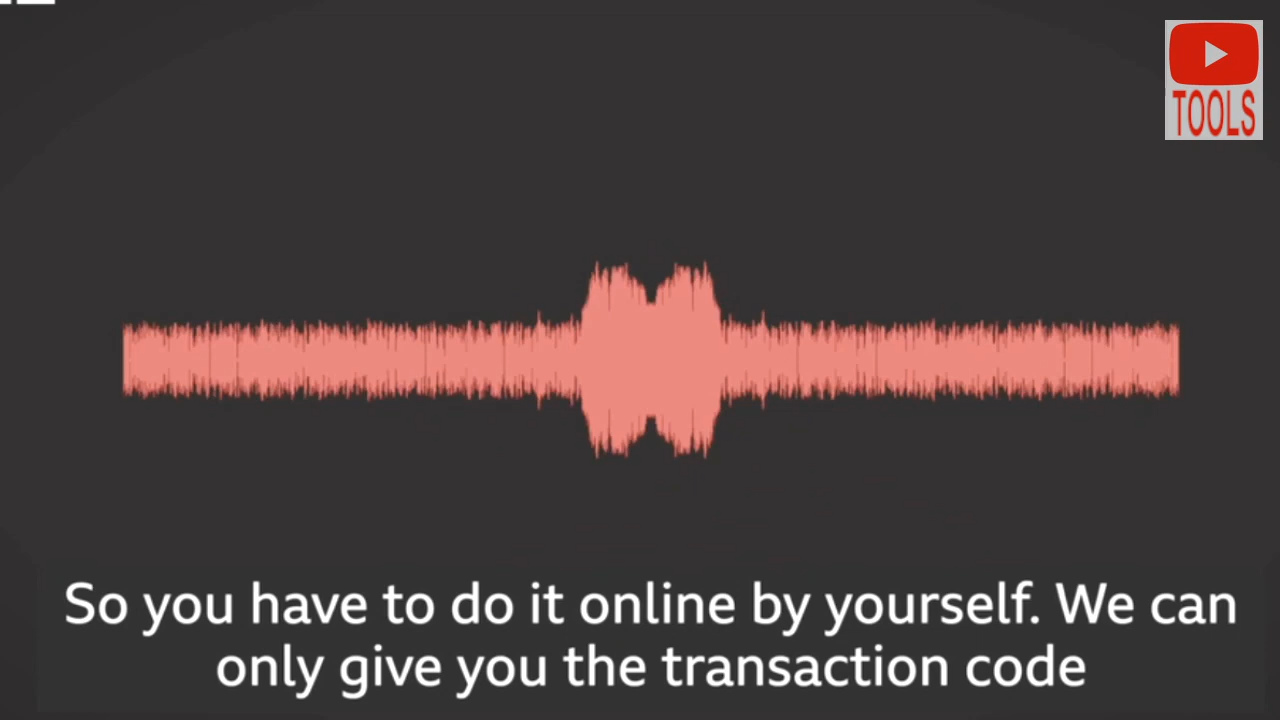 TOOLS
So you have to do it online by yourself. We can
only give you the transaction code